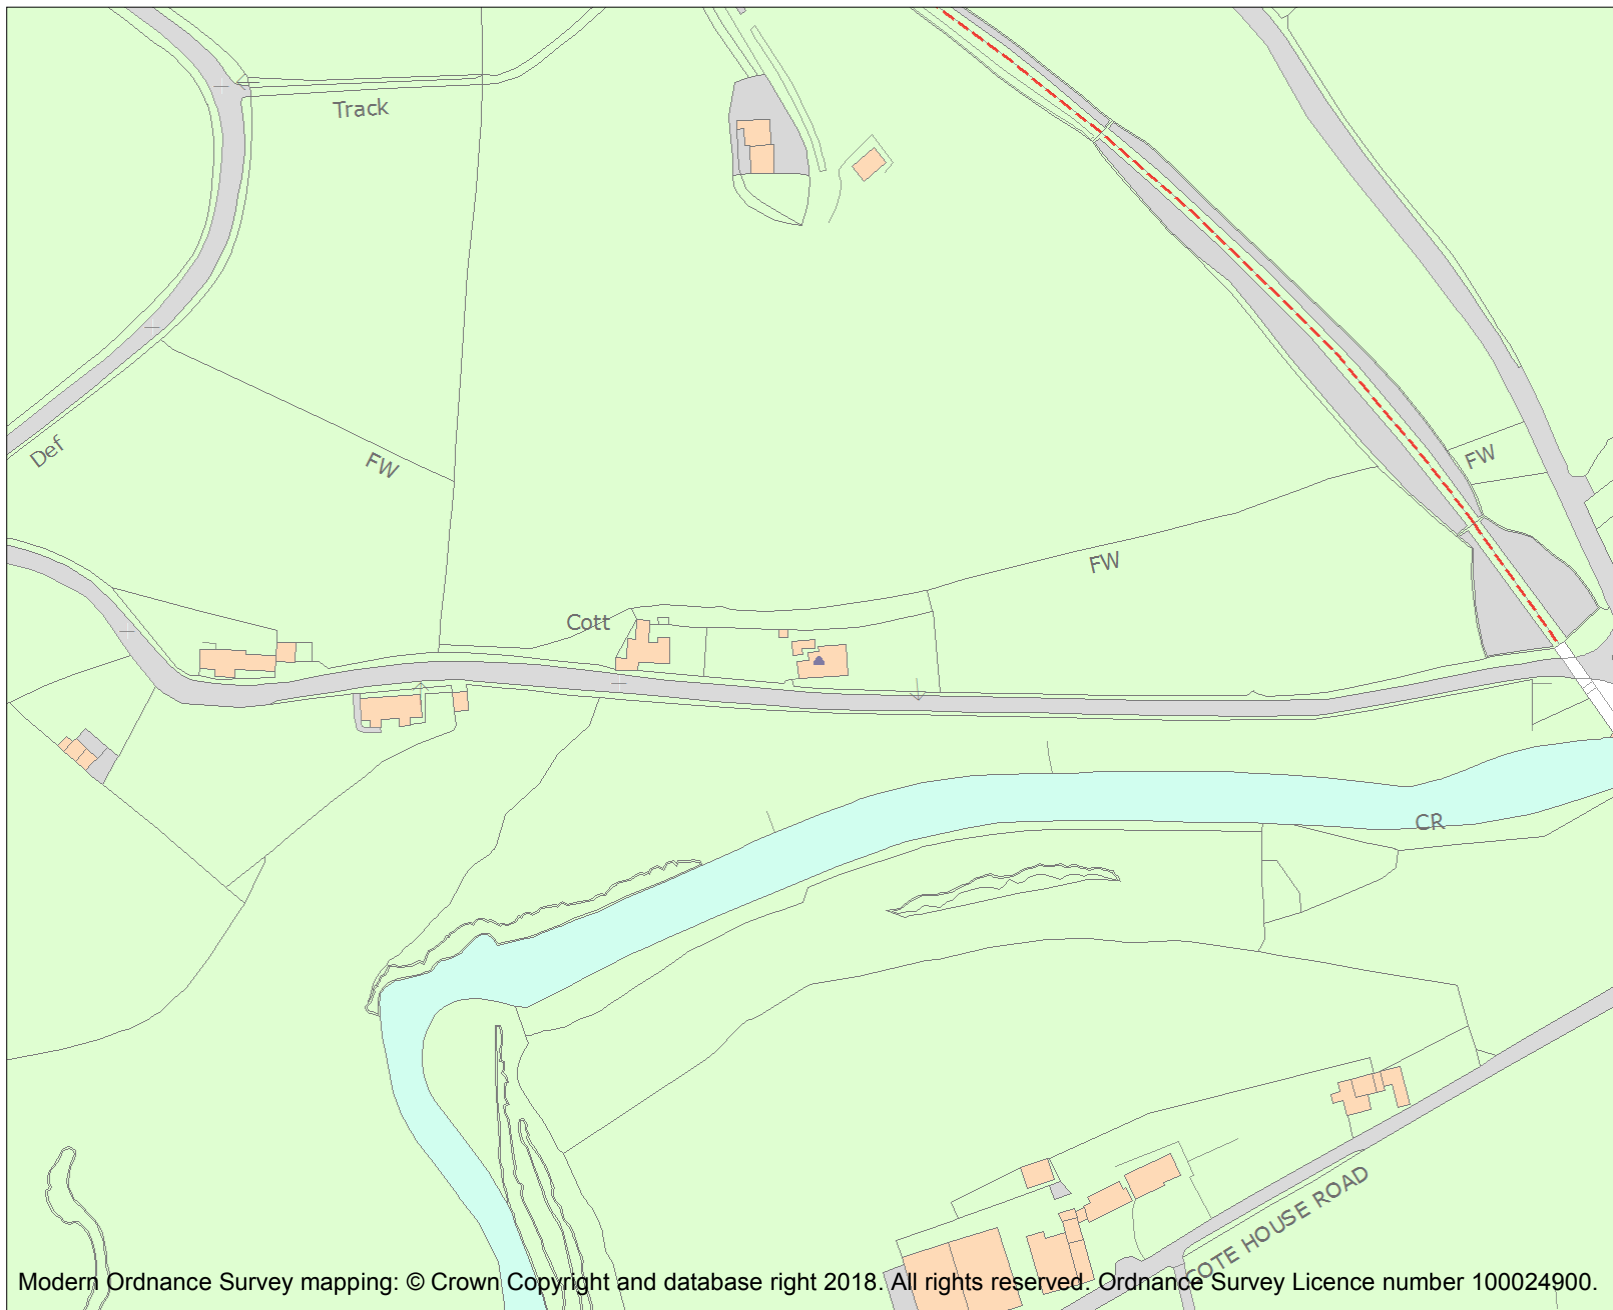 Track
Def
FW
FW
FW
Cott
CR
COTE HOUSE ROAD
Modern Ordnance Survey mapping: © Crown Copyright and database right 2018. All rights reserved. Ordnance Survey Licence number 100024900.